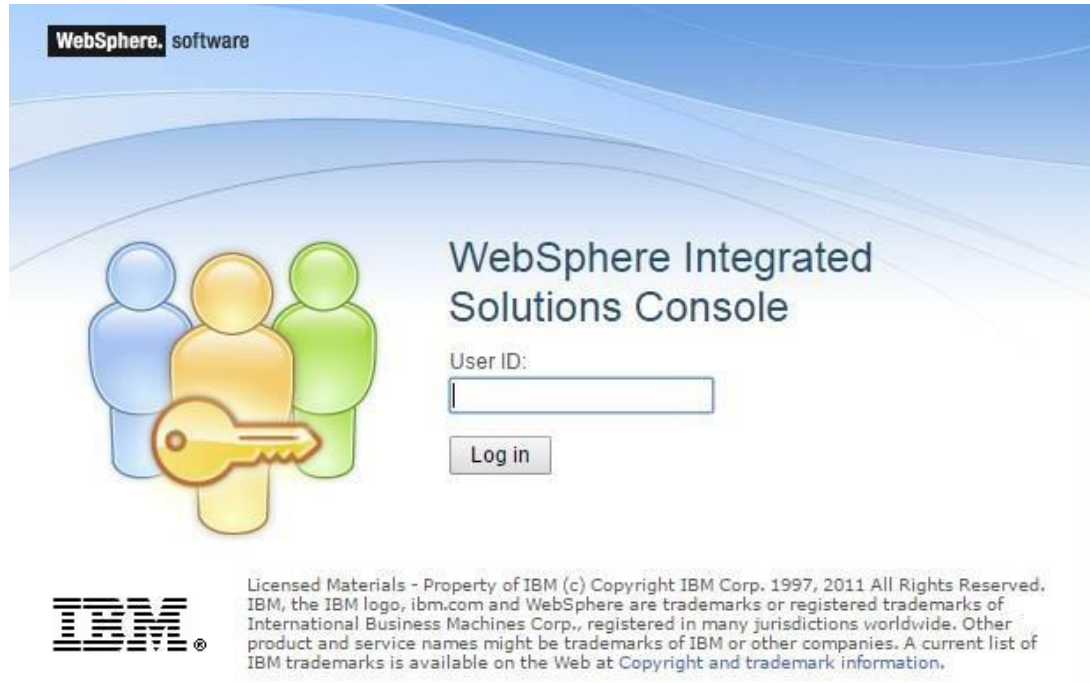 WebSphere. software
WebSphere Integrated
Solutions Console
User ID:
Log in
IBM®
Licensed Materials - Property of IBM (c) Copyright IBM Corp. 1997, 2011 All Rights Reserved.
IBM, the IBM logo, ibm.com and WebSphere are trademarks or registered trademarks of
International Business Machines Corp., registered in many jurisdictions worldwide. Other
product and service names might be trademarks of IBM or other companies. A current list of
IBM trademarks is available on the Web at Copyright and trademark information.